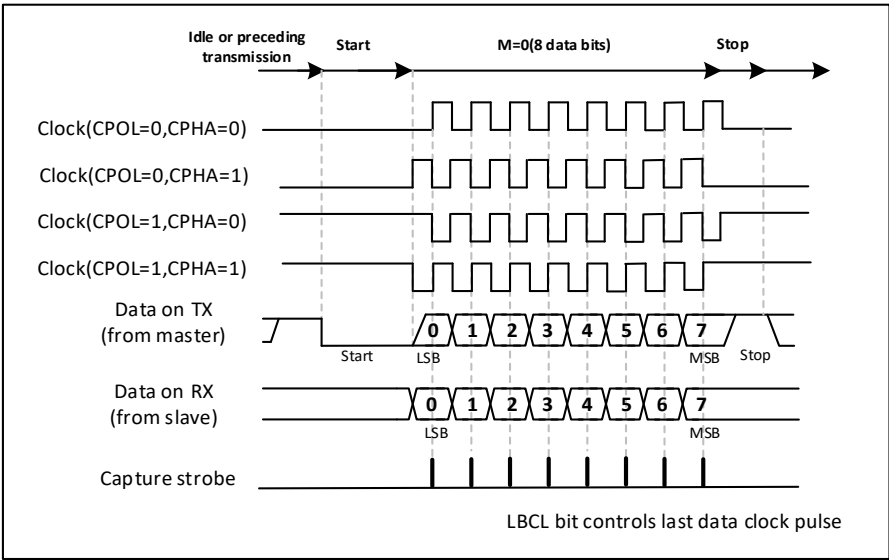 Idle or preceding
transmission
Start
M=0(8 data bits)
Stop
Clock(CPOL=0,CPHA=0)
Clock(CPOL=0,CPHA=1)
Clock(CPOL=1,CPHA=0)
Clock(CPOL=1,CPHA=1)
Data on TX
(from master)
0 1 2 3 4 5 6 7
Start
LSB
MSB
Stop
Data on RX
(from slave)
0 1 2 3 4 5 6 7
LSB
MSB
Capture strobe
LBCL bit controls last data clock pulse